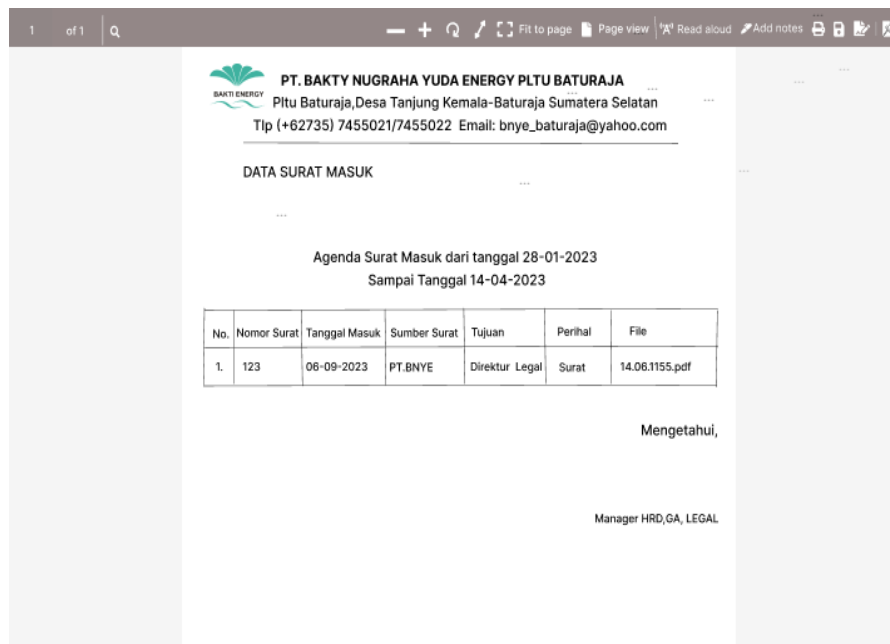 1 of 1 Fit to page Page view Read aloud Add notes
BAKTI ENERGY
PT. BAKTY NUGRAHA YUDA ENERGY PLTU BATURAJA
Pltu Baturaja,Desa Tanjung Kemala-Baturaja Sumatera Selatan
Tlp (+62735) 7455021/7455022 Email: bnye_baturaja@yahoo.com
DATA SURAT MASUK
Agenda Surat Masuk dari tanggal 28-01-2023
Sampai Tanggal 14-04-2023
No. Nomor Surat Tanggal Masuk Sumber Surat Tujuan Perihal File
1. 123 06-09-2023 PT.BNYE Direktur Legal Surat 14.06.1155.pdf
Mengetahui,
Manager HRD,GA, LEGAL